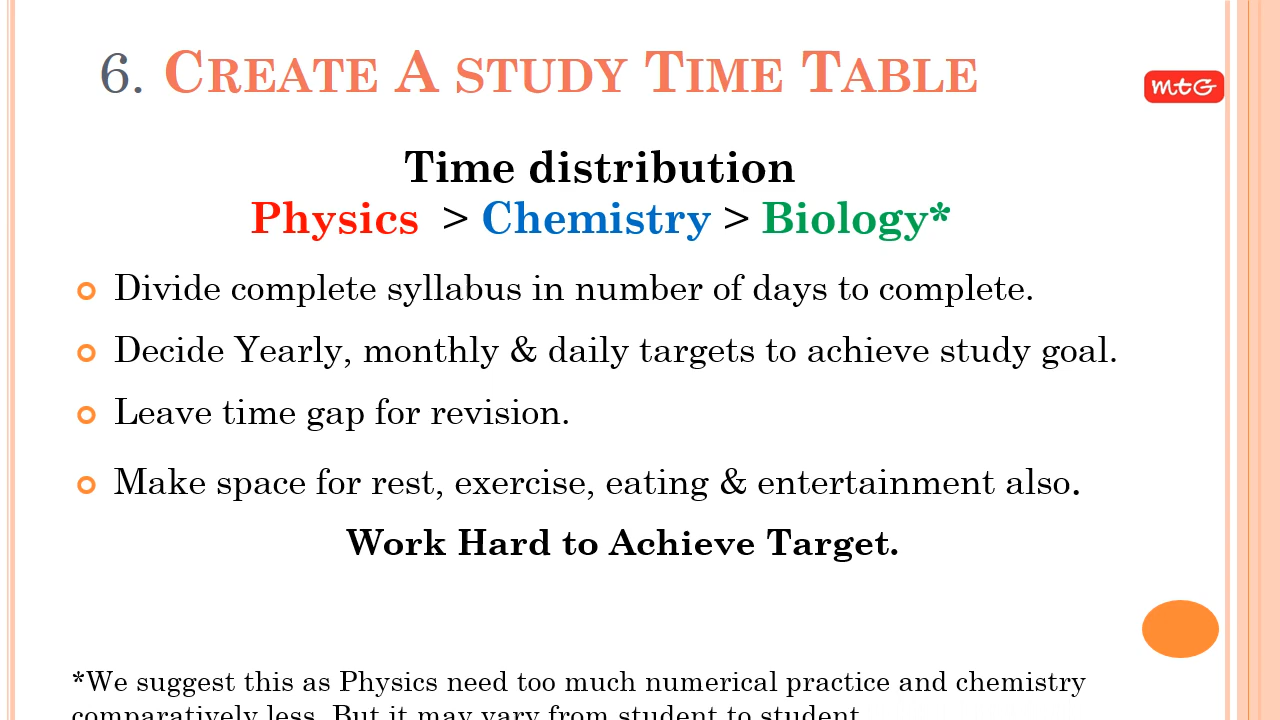 6. CREATE A STUDY TIME TABLE
mtG
Time distribution
Physics > Chemistry > Biology*
Divide complete syllabus in number of days to complete.
Decide Yearly, monthly & daily targets to achieve study goal.
Leave time gap for revision.
Make space for rest, exercise, eating & entertainment also.
Work Hard to Achieve Target.
*We suggest this as Physics need too much numerical practice and chemistry
comparatively less. But it may vary from student to student